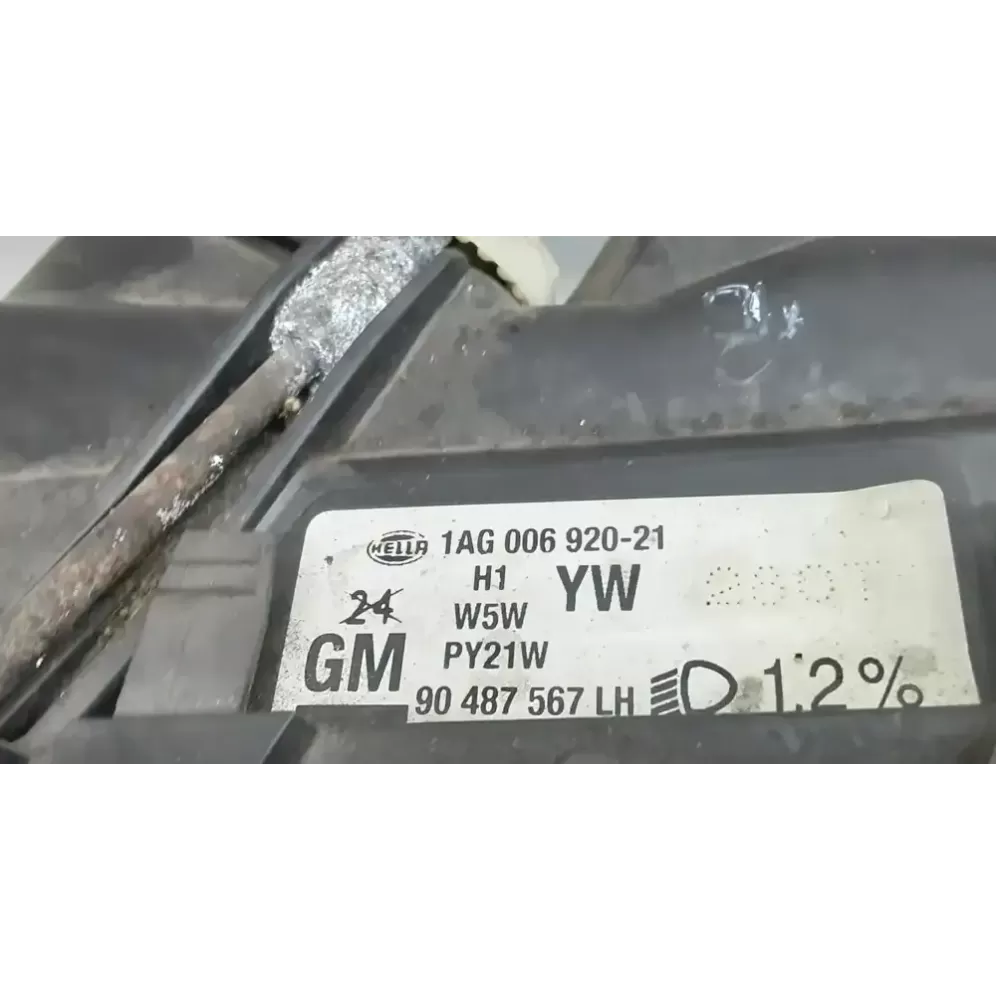 HELLA 1AG 006 920-21
H1
24
W5W
YW
GM
PY21W
90 487 567 LH
1.2%